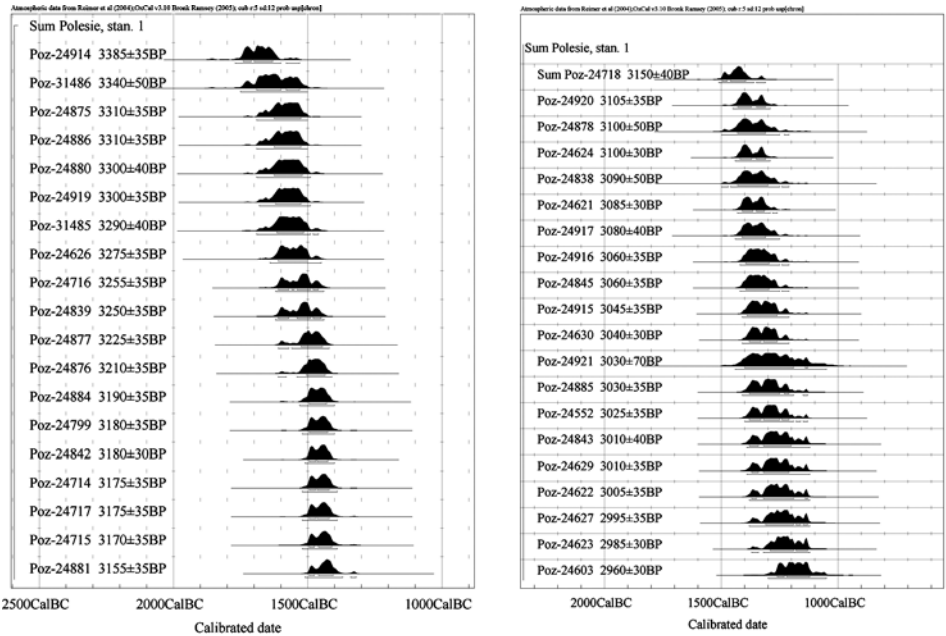 Atmospheric data from Reimer et al (2004);OxCal v3.10 Bronk Ramsey (2005); cub r:5 sd:12 prob usp[chron]
Sum Polesie, stan. 1
Poz-24914 3385±35BP
Poz-31486 3340±50BP
Poz-24875 3310±35BP
Poz-24886 3310±35BP
Poz-24880 3300±40BP
Poz-24919 3300±35BP
Poz-31485 3290±40BP
Poz-24626 3275±35BP
Poz-24716 3255±35BP
Poz-24839 3250±35BP
Poz-24877 3225±35BP
Poz-24876 3210±35BP
Poz-24884 3190±35BP
Poz-24799 3180±35BP
Poz-24842 3180±30BP
Poz-24714 3175±35BP
Poz-24717 3175±35BP
Poz-24715 3170±35BP
Poz-24881 3155±35BP
2500CalBC 2000CalBC 1500CalBC 1000CalBC
Calibrated date
Atmospheric data from Reimer et al (2004);OxCal v3.10 Bronk Ramsey (2005); cub r:5 sd:12 prob usp[chron]
Sum Polesie, stan. 1
Sum Poz-24718 3150±40BP
Poz-24920 3105±35BP
Poz-24878 3100±50BP
Poz-24624 3100±30BP
Poz-24838 3090±50BP
Poz-24621 3085±30BP
Poz-24917 3080±40BP
Poz-24916 3060±35BP
Poz-24845 3060±35BP
Poz-24915 3045±35BP
Poz-24630 3040±30BP
Poz-24921 3030±70BP
Poz-24885 3030±35BP
Poz-24552 3025±35BP
Poz-24843 3010±40BP
Poz-24629 3010±35BP
Poz-24622 3005±35BP
Poz-24627 2995±35BP
Poz-24623 2985±30BP
Poz-24603 2960±30BP
2000CalBC 1500CalBC 1000CalBC
Calibrated date